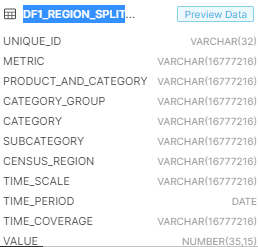 DF1_REGION_SPLIT... Preview Data
UNIQUE_ID VARCHAR(32)
METRIC VARCHAR(16777216)
PRODUCT_AND_CATEGORY VARCHAR(16777216)
CATEGORY_GROUP VARCHAR(16777216)
CATEGORY VARCHAR(16777216)
SUBCATEGORY VARCHAR(16777216)
CENSUS_REGION VARCHAR(16777216)
TIME_SCALE VARCHAR(16777216)
TIME_PERIOD DATE
TIME_COVERAGE VARCHAR(16777216)
VALUE NUMBER(35,15)